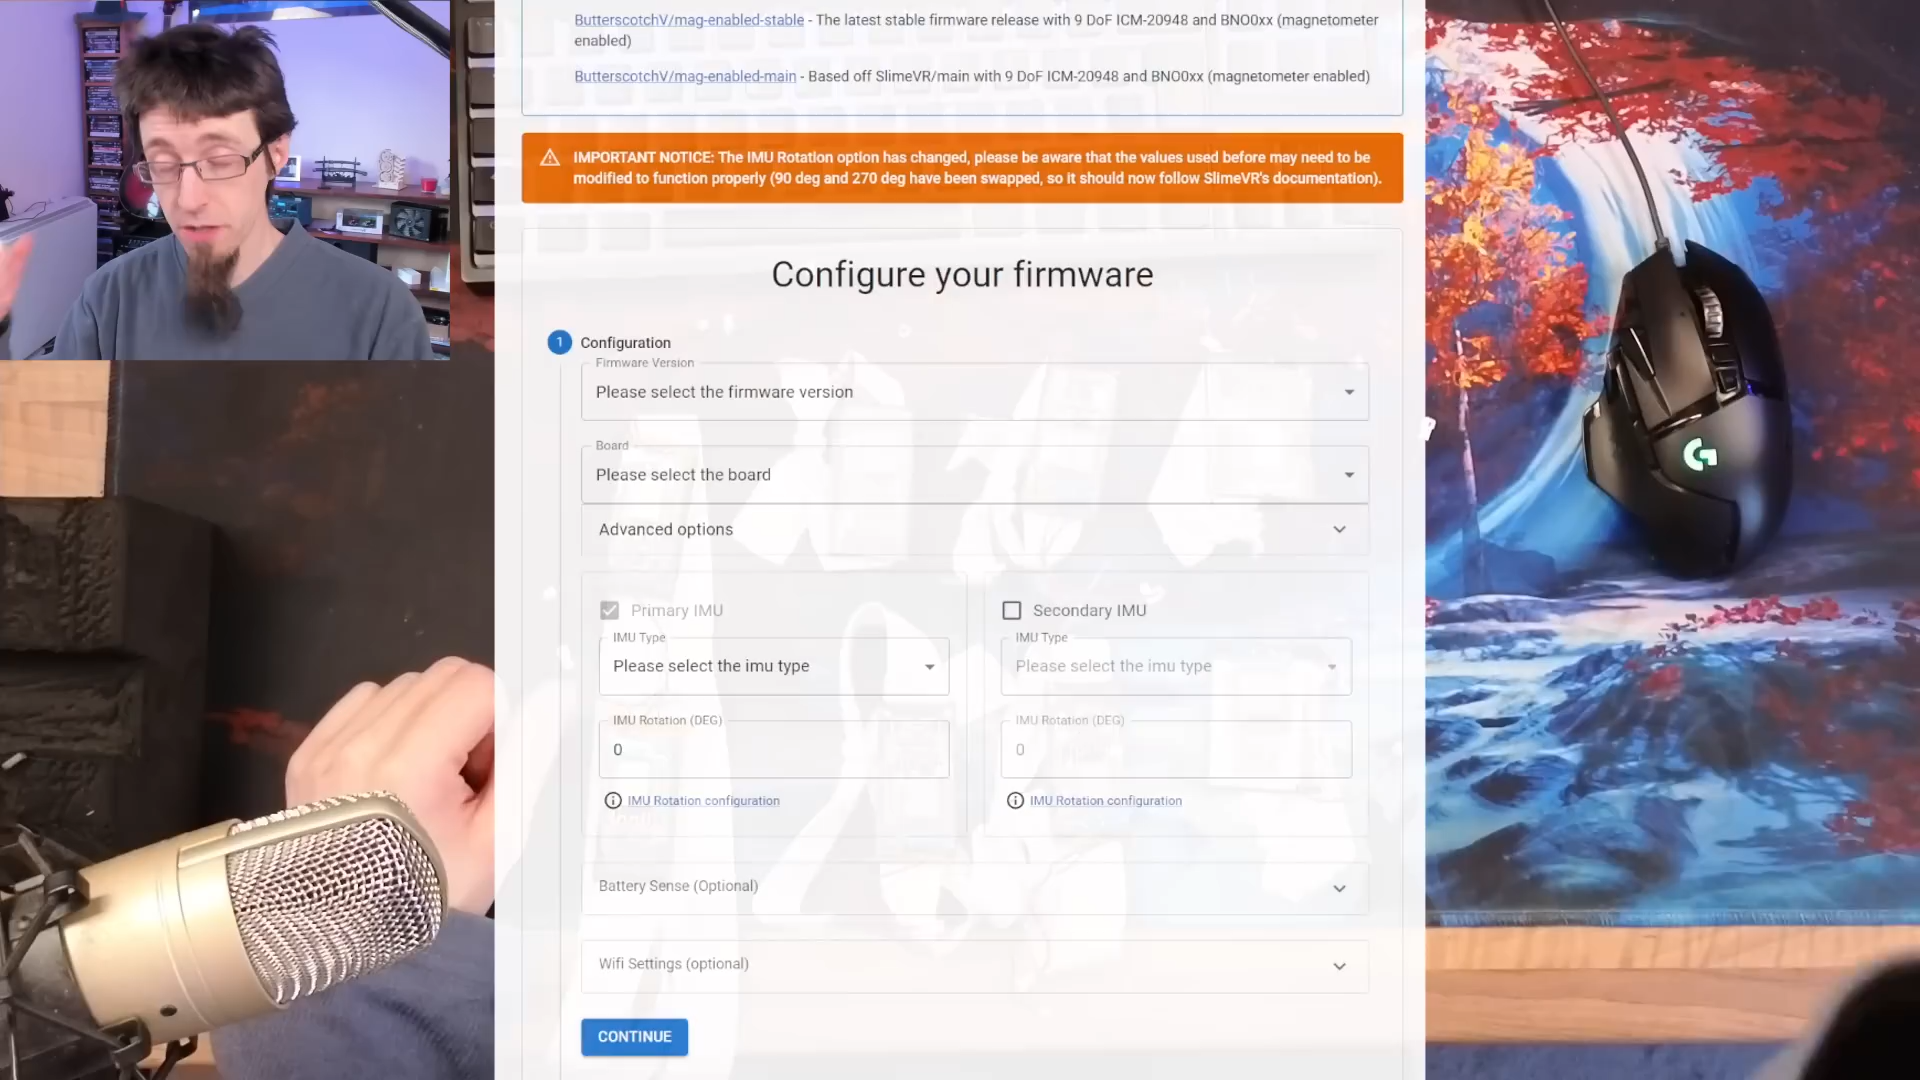 ButterscotchV/mag-enabled-stable - The latest stable firmware release with 9 DoF ICM-20948 and BNO0xx (magnetometer
enabled)
ButterscotchV/mag-enabled-main - Based off SlimeVR/main with 9 DoF ICM-20948 and BNO0xx (magnetometer enabled)
IMPORTANT NOTICE: The IMU Rotation option has changed, please be aware that the values used before may need to be
modified to function properly (90 deg and 270 deg have been swapped, so it should now follow SlimeVR's documentation).
Configure your firmware
1 Configuration
Firmware Version
Please select the firmware version
Board
Please select the board
Advanced options
Primary IMU
IMU Type
Please select the imu type
IMU Rotation (DEG)
0
IMU Rotation configuration
Secondary IMU
IMU Type
Please select the imu type
IMU Rotation (DEG)
0
IMU Rotation configuration
Battery Sense (Optional)
Wifi Settings (optional)
CONTINUE
G